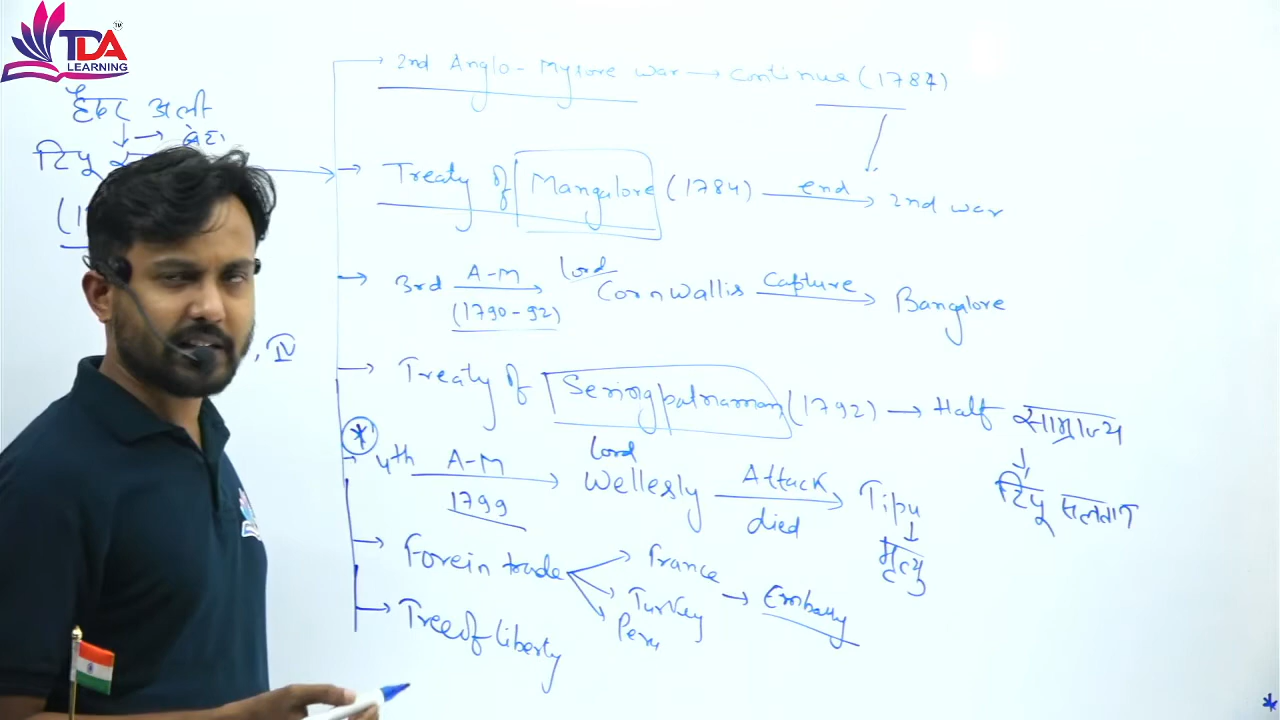 TDA
LEARNING
हैदर अली
→ बेटा
टिपू
2nd Anglo-Mysore war → Continue (1784)
Treaty of Mangalore (1784) end → 2nd war
3rd A-M (1790-92) lord Cornwallis Capture → Bangalore
, IV
Treaty of (1792) → Half साम्राज्य
टिपू सुलतान
4th A-M 1799 → lord Wellesly Attack died → Tipu
मृत्यु
Forein trade → France
Turkey → Embassy
Tree of liberty